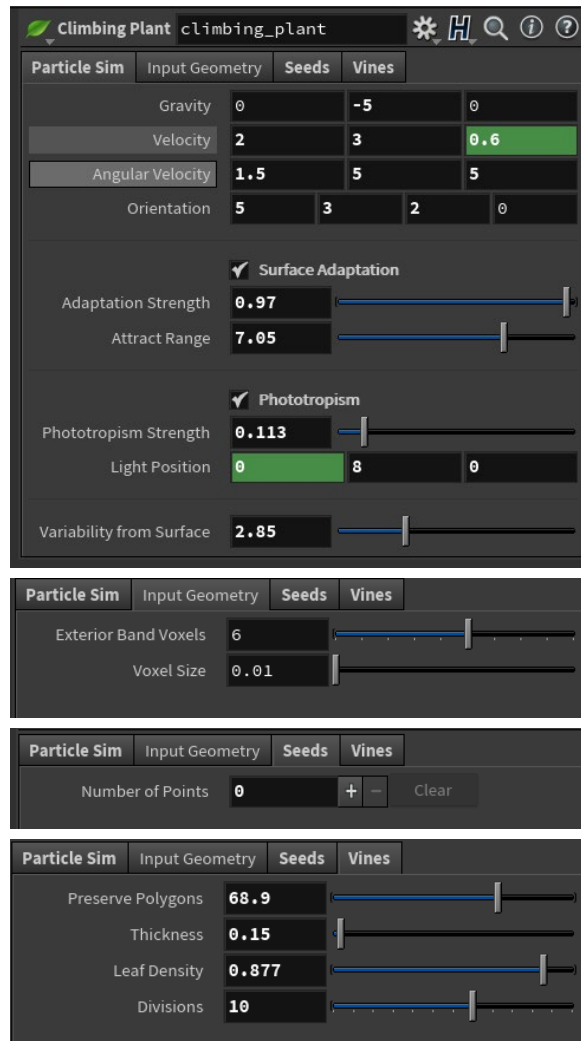 Climbing Plant climbing_plant
Particle Sim Input Geometry Seeds Vines
Gravity 0 -5 0
Velocity 2 3 0.6
Angular Velocity 1.5 5 5
Orientation 5 3 2 0
Surface Adaptation
Adaptation Strength 0.97
Attract Range 7.05
Phototropism
Phototropism Strength 0.113
Light Position 0 8 0
Variability from Surface 2.85
Particle Sim Input Geometry Seeds Vines
Exterior Band Voxels 6
Voxel Size 0.01
Particle Sim Input Geometry Seeds Vines
Number of Points 0 + - Clear
Particle Sim Input Geometry Seeds Vines
Preserve Polygons 68.9
Thickness 0.15
Leaf Density 0.877
Divisions 10